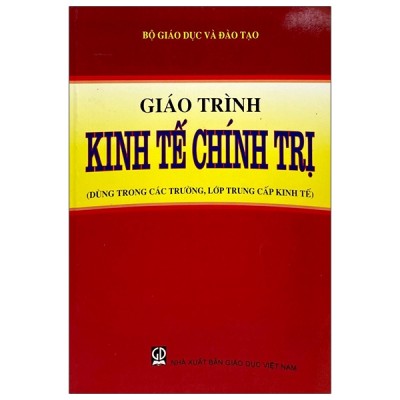 BỘ GIÁO DỤC VÀ ĐÀO TẠO
GIÁO TRÌNH
KINH TẾ CHÍNH TRỊ
(DÙNG TRONG CÁC TRƯỜNG, LỚP TRUNG CẤP KINH TẾ)
GD
NHÀ XUẤT BẢN GIÁO DỤC VIỆT NAM